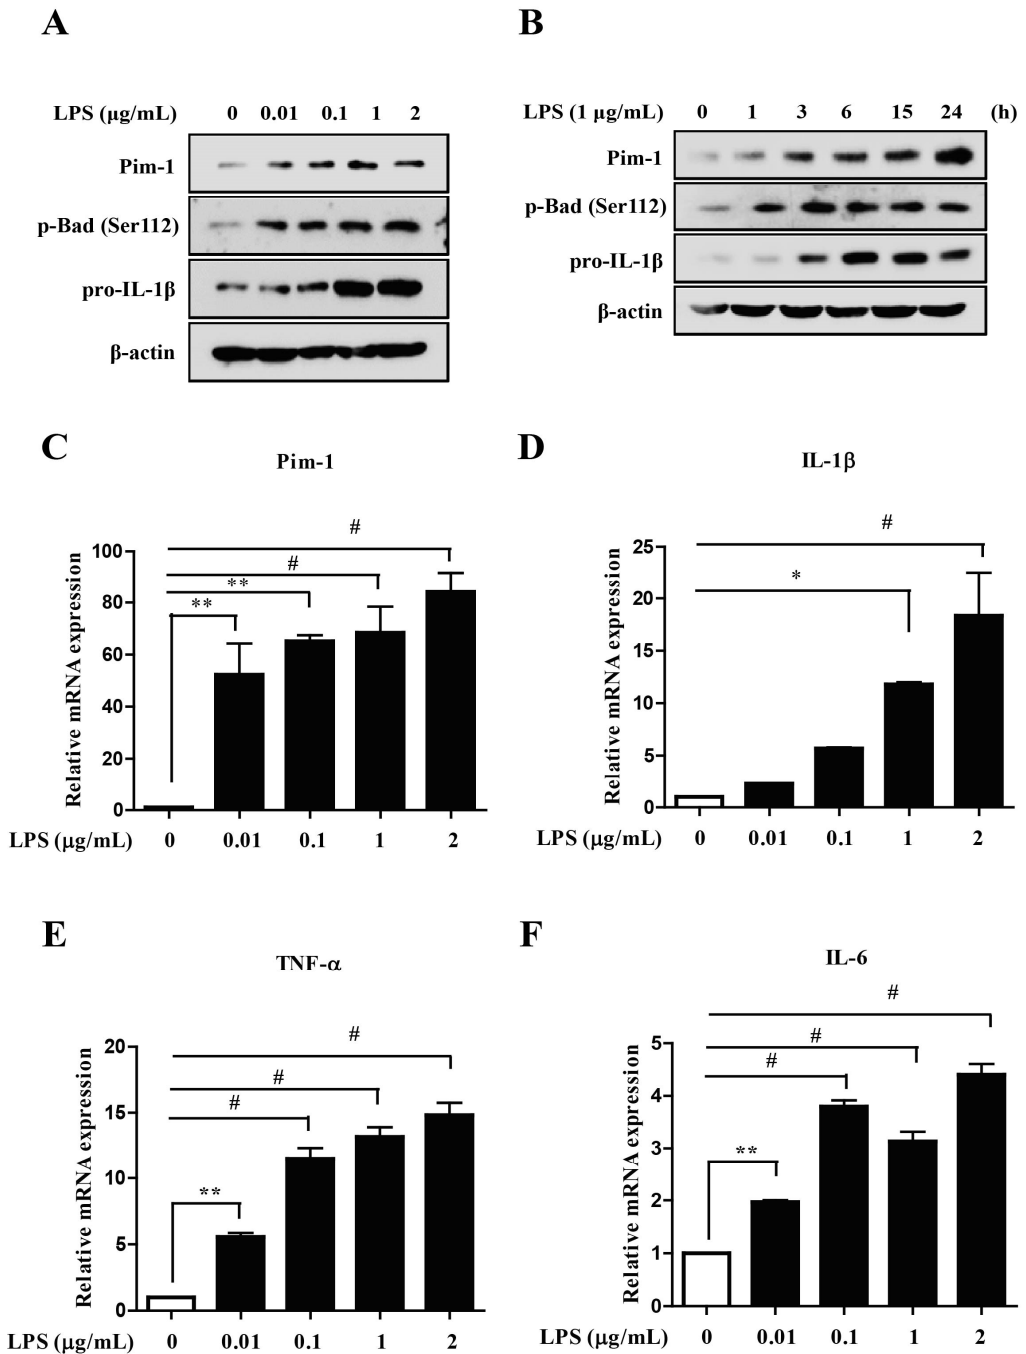 A
LPS (μg/mL) 0 0.01 0.1 1 2
Pim-1
p-Bad (Ser112)
pro-IL-1β
β-actin
B
LPS (1 μg/mL) 0 1 3 6 15 24 (h)
Pim-1
p-Bad (Ser112)
pro-IL-1β
β-actin
C
Pim-1
Relative mRNA expression
100
80
60
40
20
0
#
#
**
**
LPS (μg/mL) 0 0.01 0.1 1 2
D
IL-1β
Relative mRNA expression
25
20
15
10
5
0
#
*
LPS (μg/mL) 0 0.01 0.1 1 2
E
TNF-α
Relative mRNA expression
20
15
10
5
0
#
#
#
**
LPS (μg/mL) 0 0.01 0.1 1 2
F
IL-6
Relative mRNA expression
5
4
3
2
1
0
#
#
#
**
LPS (μg/mL) 0 0.01 0.1 1 2